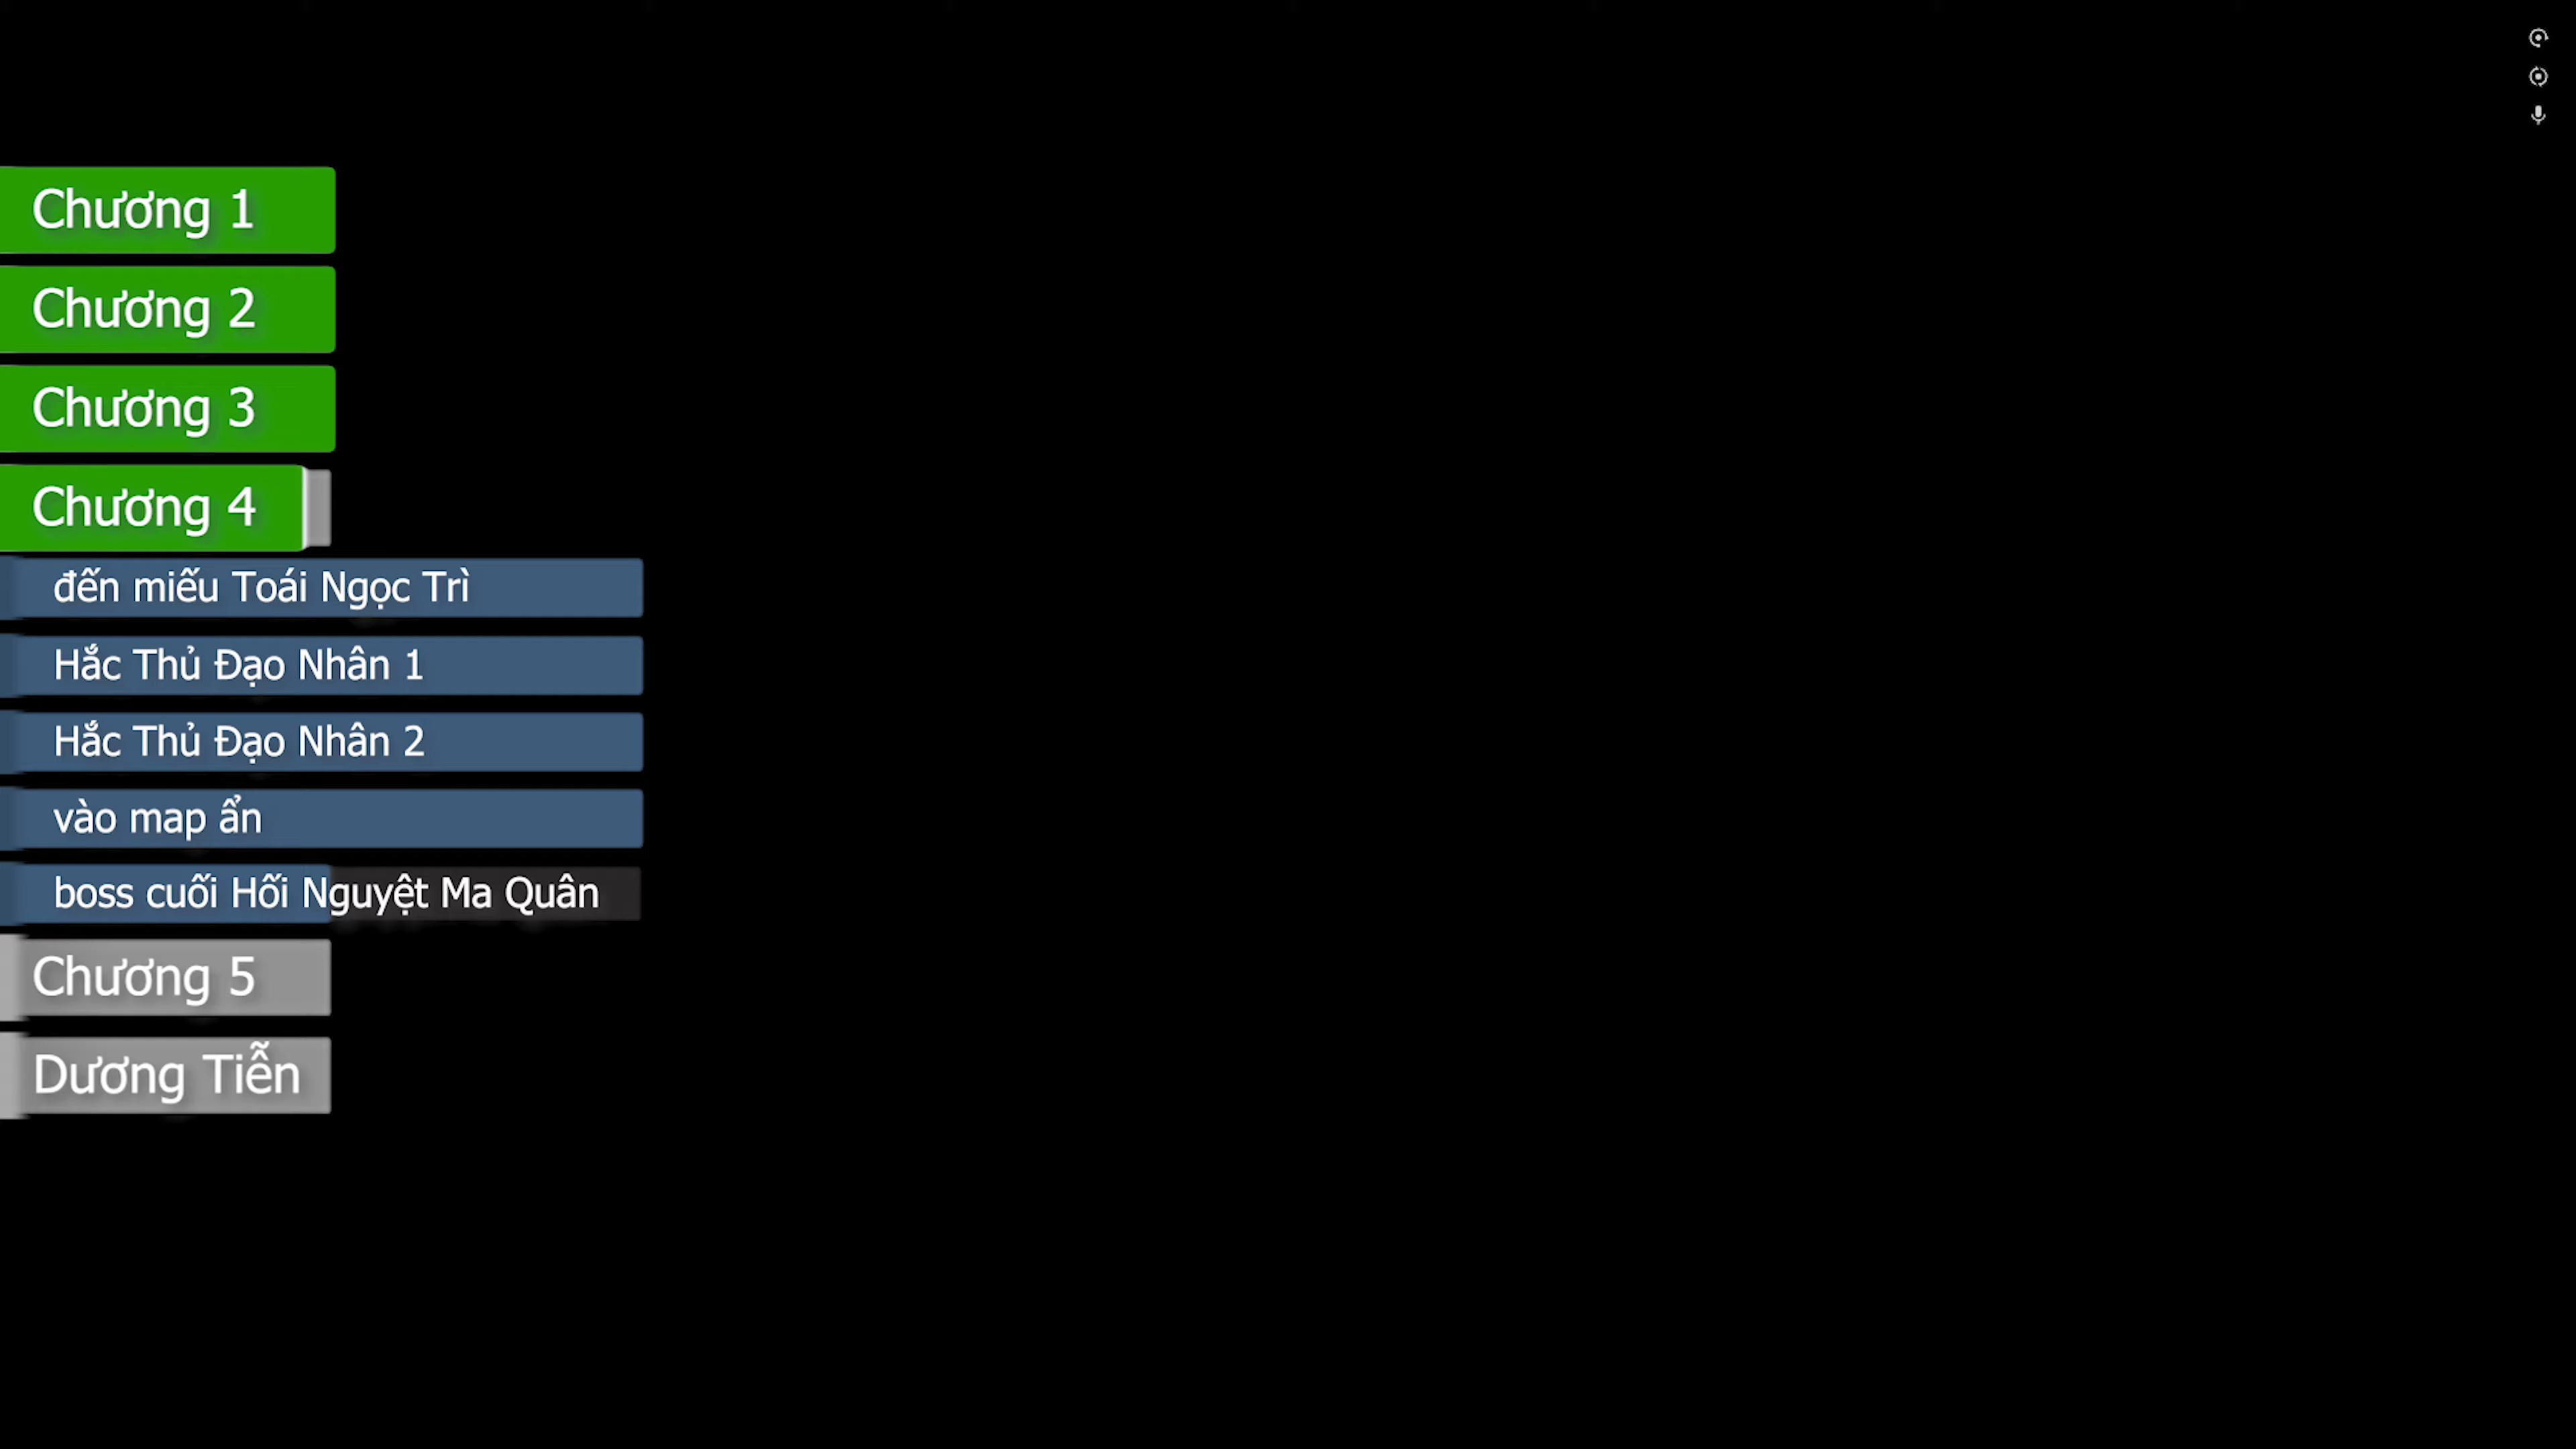 Chương 1
Chương 2
Chương 3
Chương 4
đến miếu Toái Ngọc Trì
Hắc Thủ Đạo Nhân 1
Hắc Thủ Đạo Nhân 2
vào map ẩn
boss cuối Hối Nguyệt Ma Quân
Chương 5
Dương Tiễn